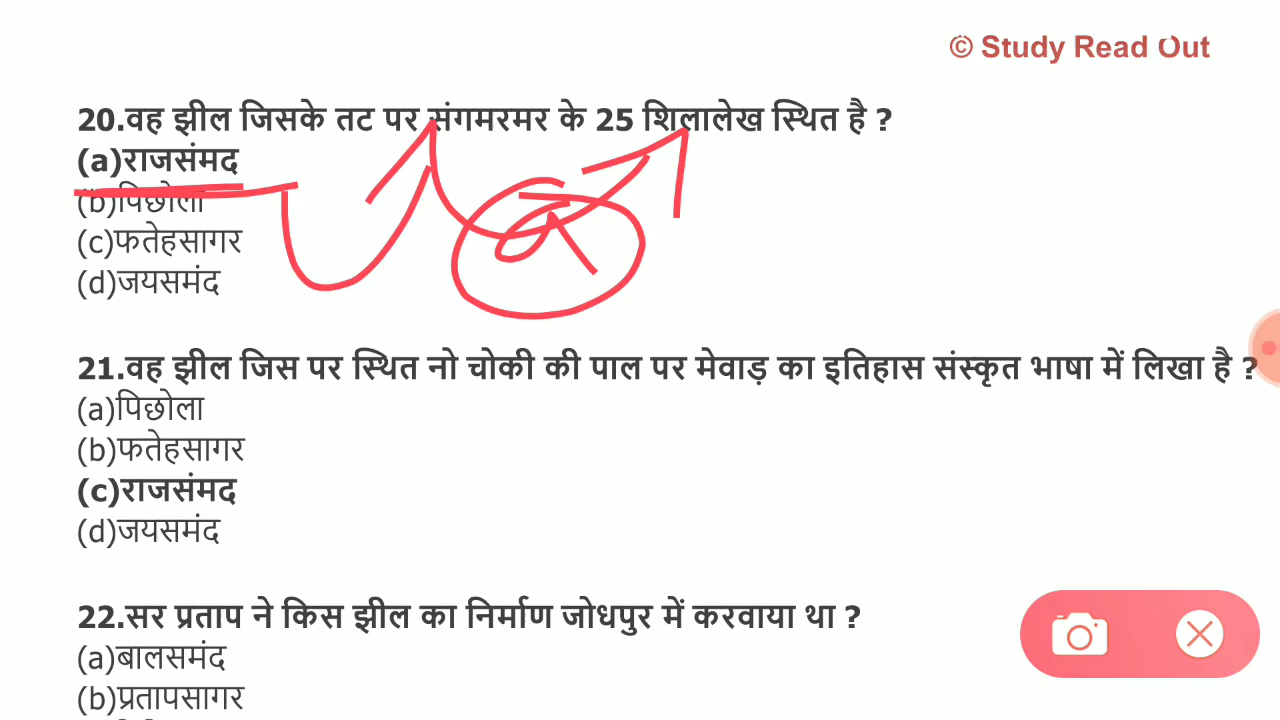 © Study Read Out
20.वह झील जिसके तट पर संगमरमर के 25 शिलालेख स्थित है ?
(a)राजसंमद
(b)पिछोला
(c)फतेहसागर
(d)जयसमंद
21.वह झील जिस पर स्थित नो चोकी की पाल पर मेवाड़ का इतिहास संस्कृत भाषा में लिखा है ?
(a)पिछोला
(b)फतेहसागर
(c)राजसंमद
(d)जयसमंद
22.सर प्रताप ने किस झील का निर्माण जोधपुर में करवाया था ?
(a)बालसमंद
(b)प्रतापसागर